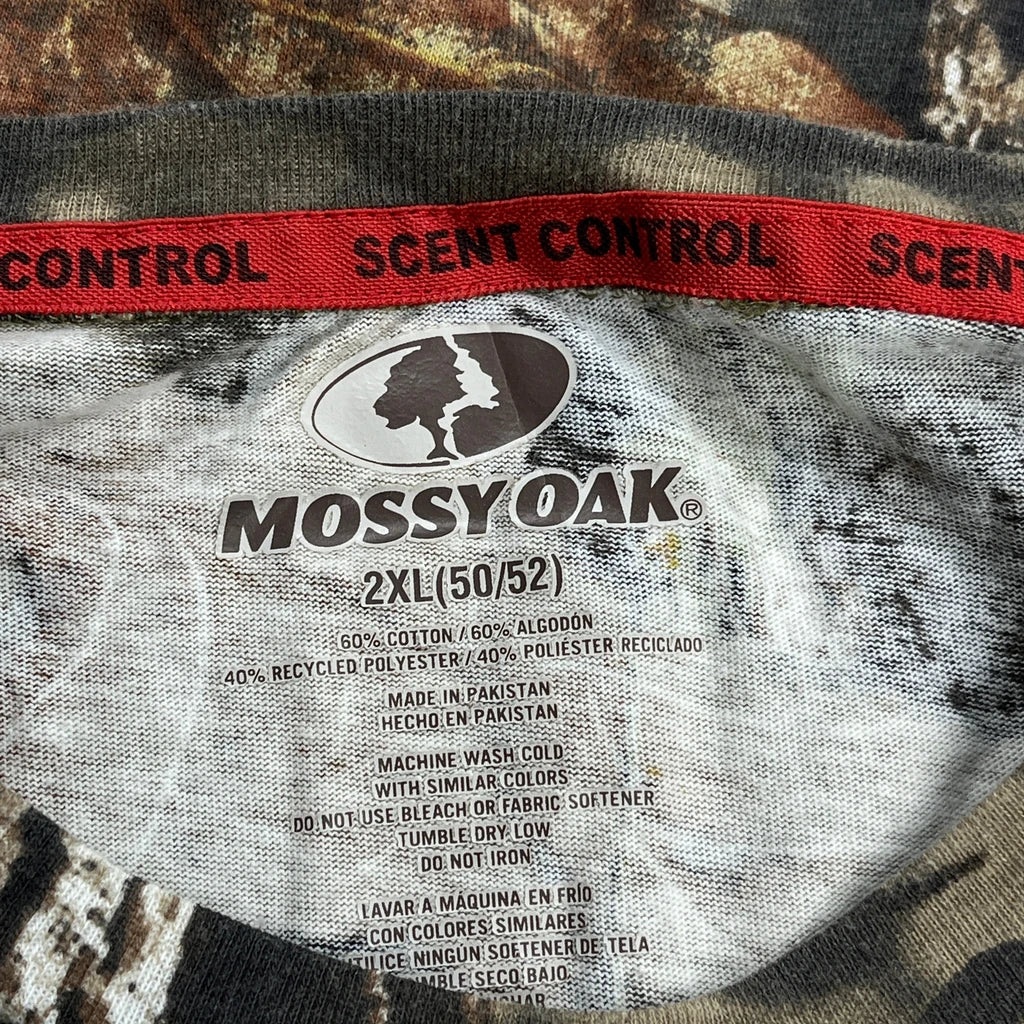 CONTROL SCENT CONTROL SCENT
MOSSY OAK®
2XL(50/52)
60% COTTON / 60% ALGODÓN
40% RECYCLED POLYESTER / 40% POLIÉSTER RECICLADO
MADE IN PAKISTAN
HECHO EN PAKISTAN
MACHINE WASH COLD
WITH SIMILAR COLORS
DO NOT USE BLEACH OR FABRIC SOFTENER
TUMBLE DRY LOW
DO NOT IRON
LAVAR A MÁQUINA EN FRÍO
CON COLORES SIMILARES
NINGÚN SOFTENER DE TELA
SECO BAJO